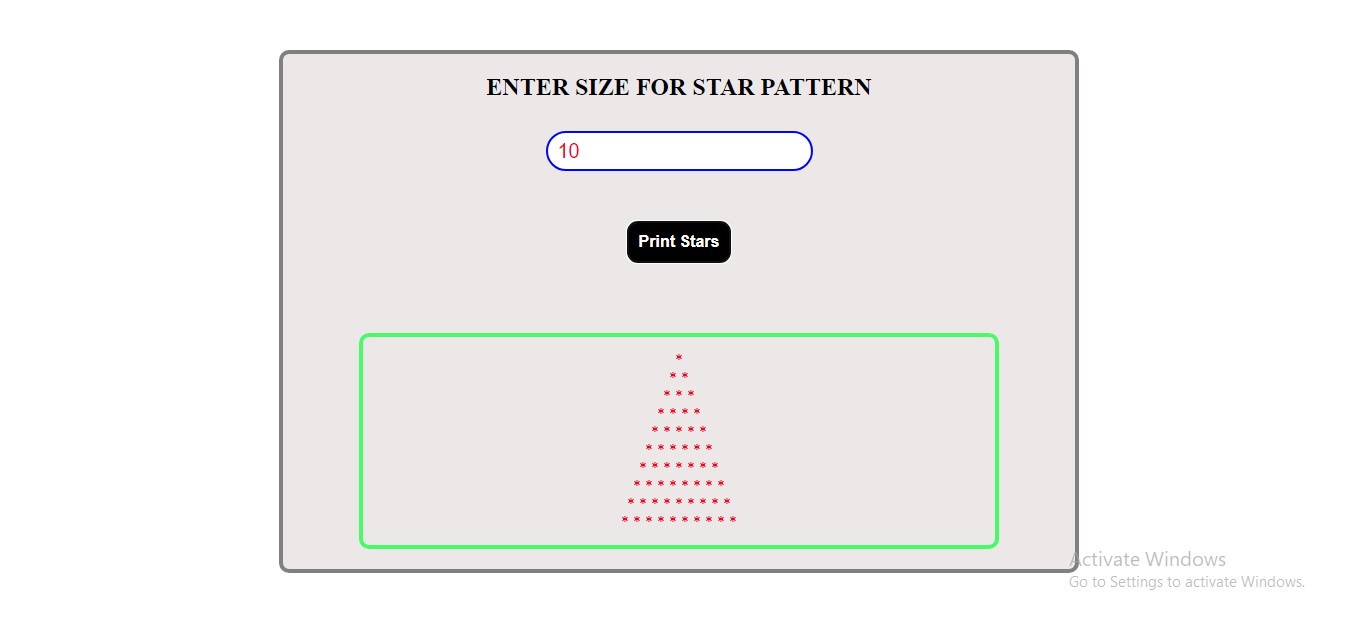 ENTER SIZE FOR STAR PATTERN
10
Print Stars
*
* *
* * *
* * * *
* * * * *
* * * * * *
* * * * * * *
* * * * * * * *
* * * * * * * * *
* * * * * * * * * *
Activate Windows
Go to Settings to activate Windows.